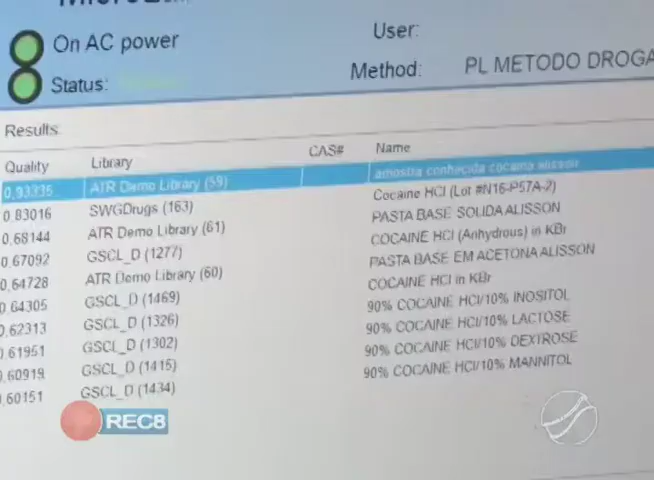 On AC power
User:
Status:
Method: PL METODO DROGA
Results:
Quality Library CAS# Name
0,93335 ATR Demo Library (59) amostra conhecida cocaina alisson
0,83016 SWGDrugs (163) Cocaine HCl (Lot #N16-P57A-2)
0,68144 ATR Demo Library (61) PASTA BASE SOLIDA ALISSON
0,67092 GSCL_D (1277) COCAINE HCl (Anhydrous) in KBr
0,64728 ATR Demo Library (60) PASTA BASE EM ACETONA ALISSON
0,64305 GSCL_D (1469) COCAINE HCl in KBr
0,62313 GSCL_D (1326) 90% COCAINE HCl/10% INOSITOL
0,61951 GSCL_D (1302) 90% COCAINE HCl/10% LACTOSE
0,60919 GSCL_D (1415) 90% COCAINE HCl/10% DEXTROSE
0,60151 GSCL_D (1434) 90% COCAINE HCl/10% MANNITOL
REC8